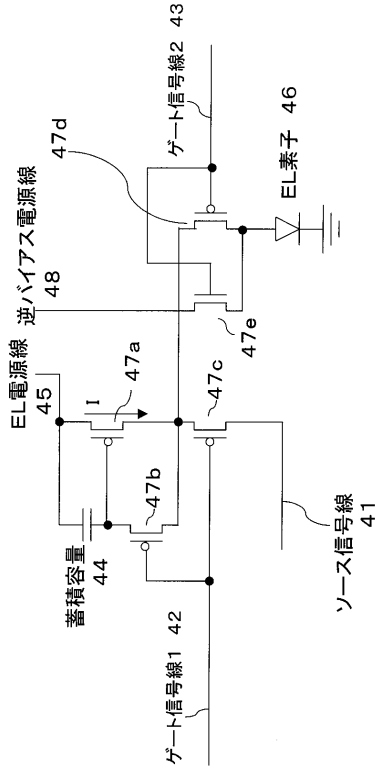 ゲート信号線2 43
47d
EL素子 46
逆バイアス電源線
48
47e
EL電源線
45
I
47a
47c
蓄積容量
44
47b
ソース信号線
41
ゲート信号線1 42